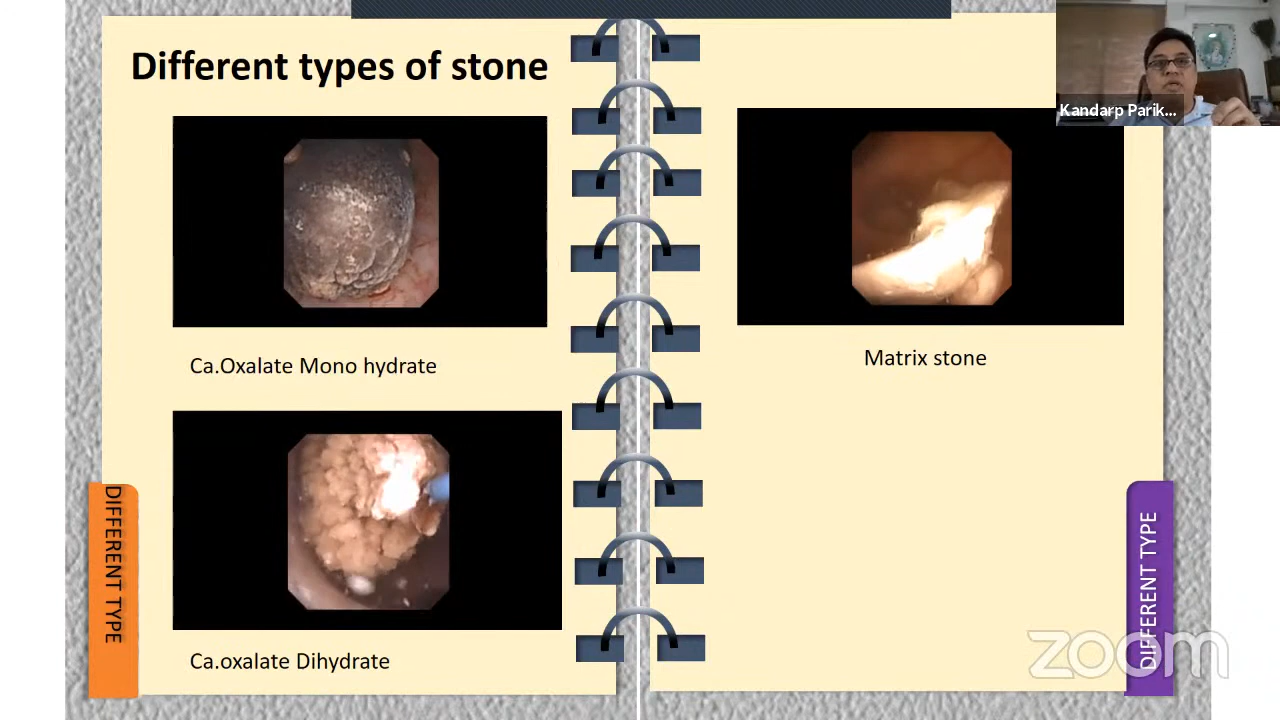 Different types of stone
Kandarp Parik...
Ca.Oxalate Mono hydrate
Matrix stone
Ca.oxalate Dihydrate
DIFFERENT TYPE
DIFFERENT TYPE
zoom